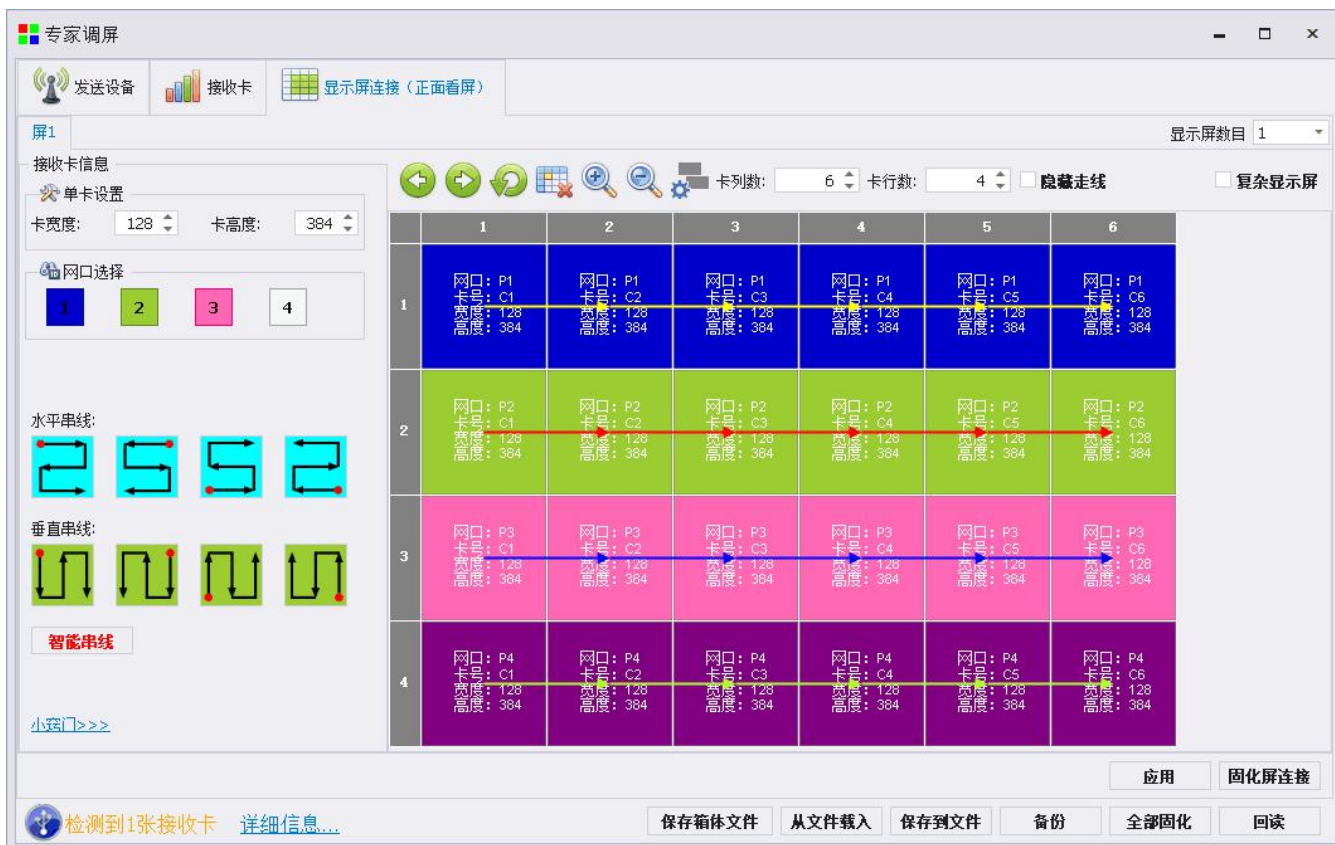 专家调屏
发送设备 接收卡 显示屏连接（正面看屏）
屏1 显示屏数目 1
接收卡信息
单卡设置
卡宽度: 128 卡高度: 384
网口选择
1 2 3 4
水平串线:
垂直串线:
智能串线
小窍门>>>
卡列数: 6 卡行数: 4 隐藏走线 复杂显示屏
1 2 3 4 5 6
1
网口: P1 网口: P1 网口: P1 网口: P1 网口: P1 网口: P1
卡号: C1 卡号: C2 卡号: C3 卡号: C4 卡号: C5 卡号: C6
宽度: 128 宽度: 128 宽度: 128 宽度: 128 宽度: 128 宽度: 128
高度: 384 高度: 384 高度: 384 高度: 384 高度: 384 高度: 384
2
网口: P2 网口: P2 网口: P2 网口: P2 网口: P2 网口: P2
卡号: C1 卡号: C2 卡号: C3 卡号: C4 卡号: C5 卡号: C6
宽度: 128 宽度: 128 宽度: 128 宽度: 128 宽度: 128 宽度: 128
高度: 384 高度: 384 高度: 384 高度: 384 高度: 384 高度: 384
3
网口: P3 网口: P3 网口: P3 网口: P3 网口: P3 网口: P3
卡号: C1 卡号: C2 卡号: C3 卡号: C4 卡号: C5 卡号: C6
宽度: 128 宽度: 128 宽度: 128 宽度: 128 宽度: 128 宽度: 128
高度: 384 高度: 384 高度: 384 高度: 384 高度: 384 高度: 384
4
网口: P4 网口: P4 网口: P4 网口: P4 网口: P4 网口: P4
卡号: C1 卡号: C2 卡号: C3 卡号: C4 卡号: C5 卡号: C6
宽度: 128 宽度: 128 宽度: 128 宽度: 128 宽度: 128 宽度: 128
高度: 384 高度: 384 高度: 384 高度: 384 高度: 384 高度: 384
应用 固化屏连接
检测到1张接收卡 详细信息... 保存箱体文件 从文件载入 保存到文件 备份 全部固化 回读